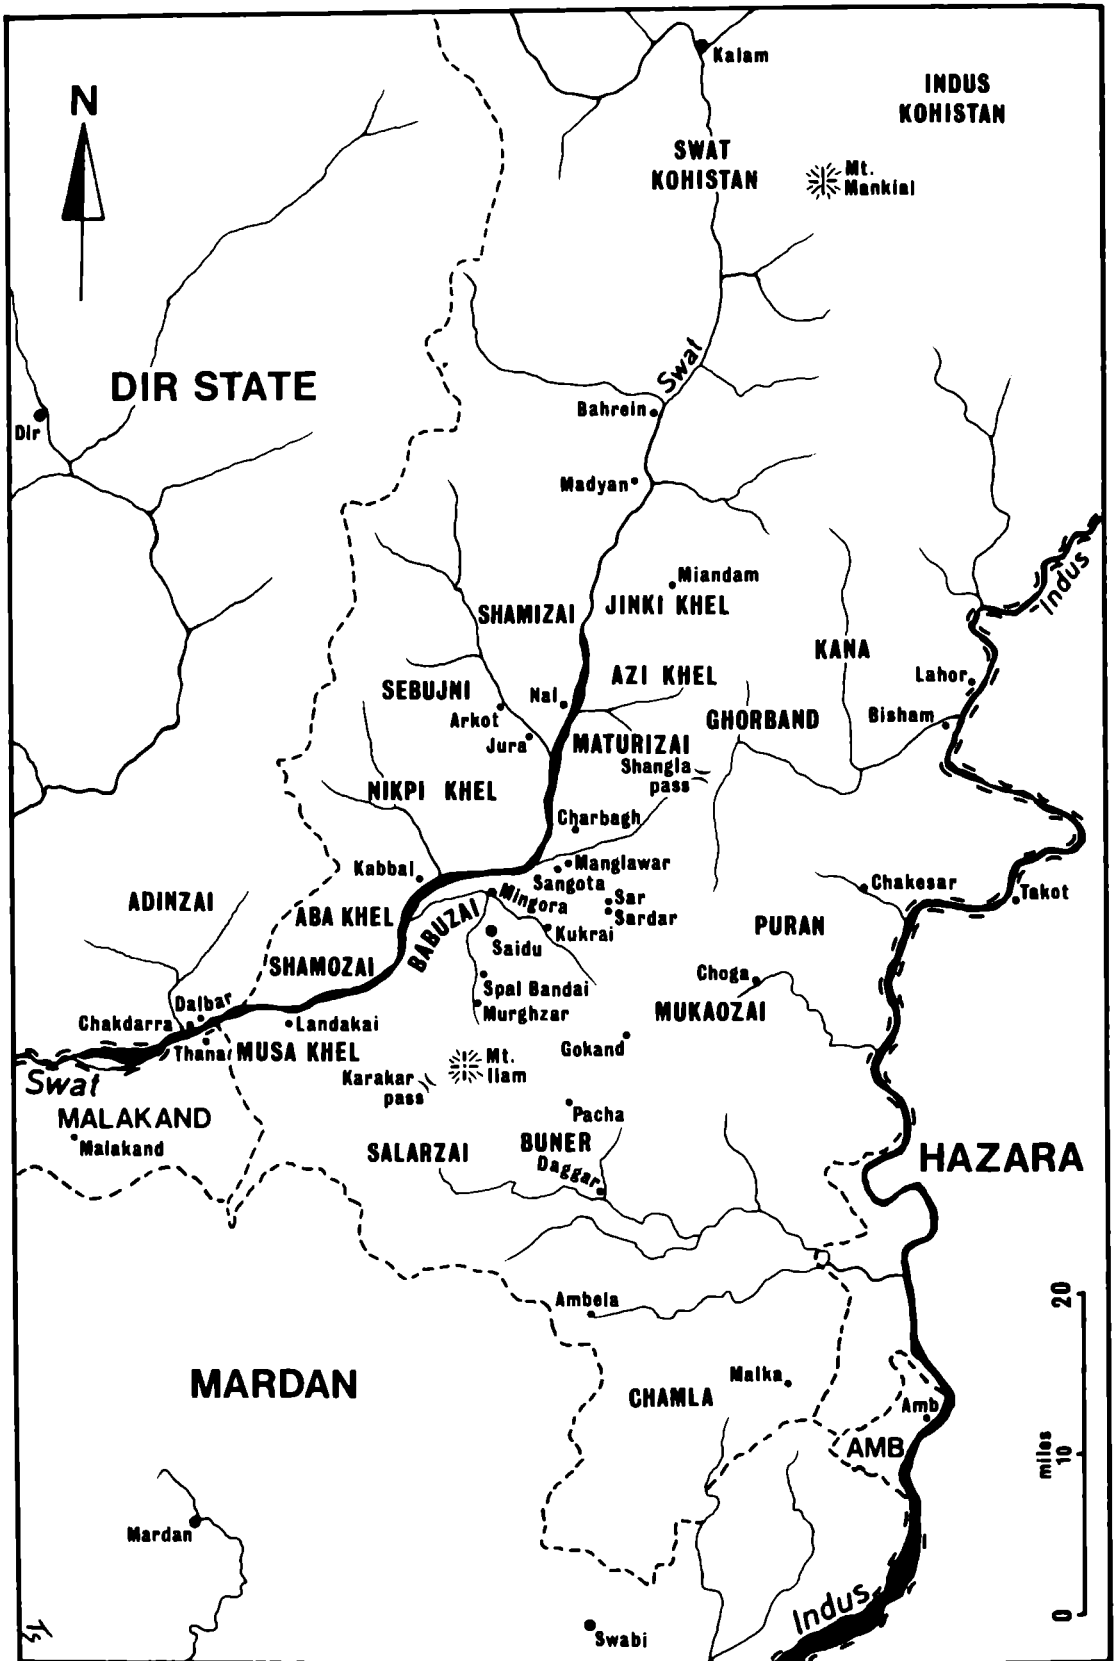 Kalam
INDUS
KOHISTAN
N
SWAT
KOHISTAN
Mt.
Mankial
Swat
DIR STATE
Bahrein
Dir
Madyan
Indus
Miandam
JINKI KHEL
SHAMIZAI
KANA
AZI KHEL
Lahor
SEBUJNI
Nal
Arkot
GHORBAND
Bisham
Jura
MATURIZAI
Shangla
pass
NIKPI KHEL
Charbagh
Kabbal
Manglawar
Sangota
Chakesar
Takot
Mingora
Sar
Sardar
ADINZAI
ABA KHEL
BABUZAI
Kukrai
PURAN
Saidu
SHAMOZAI
Choga
Spal Bandai
Dalbar
Murghzar
MUKAOZAI
Chakdarra
Landakai
Thana
MUSA KHEL
Gokand
Mt.
Ilam
Swat
Karakar
pass
MALAKAND
Malakand
Pacha
SALARZAI
BUNER
HAZARA
Daggar
20
Ambela
MARDAN
Malka
CHAMLA
Amb
AMB
miles
10
Mardan
Indus
0
Swabi